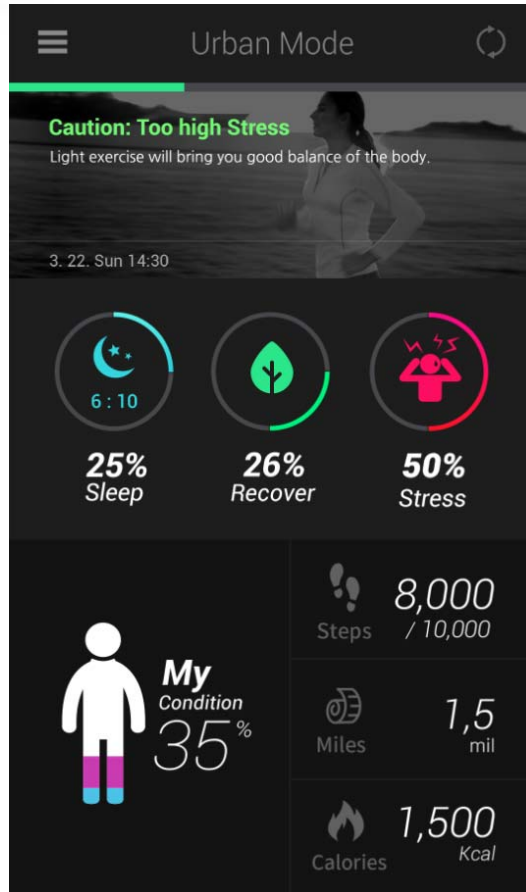 Urban Mode
Caution: Too high Stress
Light exercise will bring you good balance of the body.
3. 22. Sun 14:30
6 : 10
25%
Sleep
26%
Recover
50%
Stress
My
Condition
35%
8,000
Steps / 10,000
1,5
Miles mil
1,500
Calories Kcal